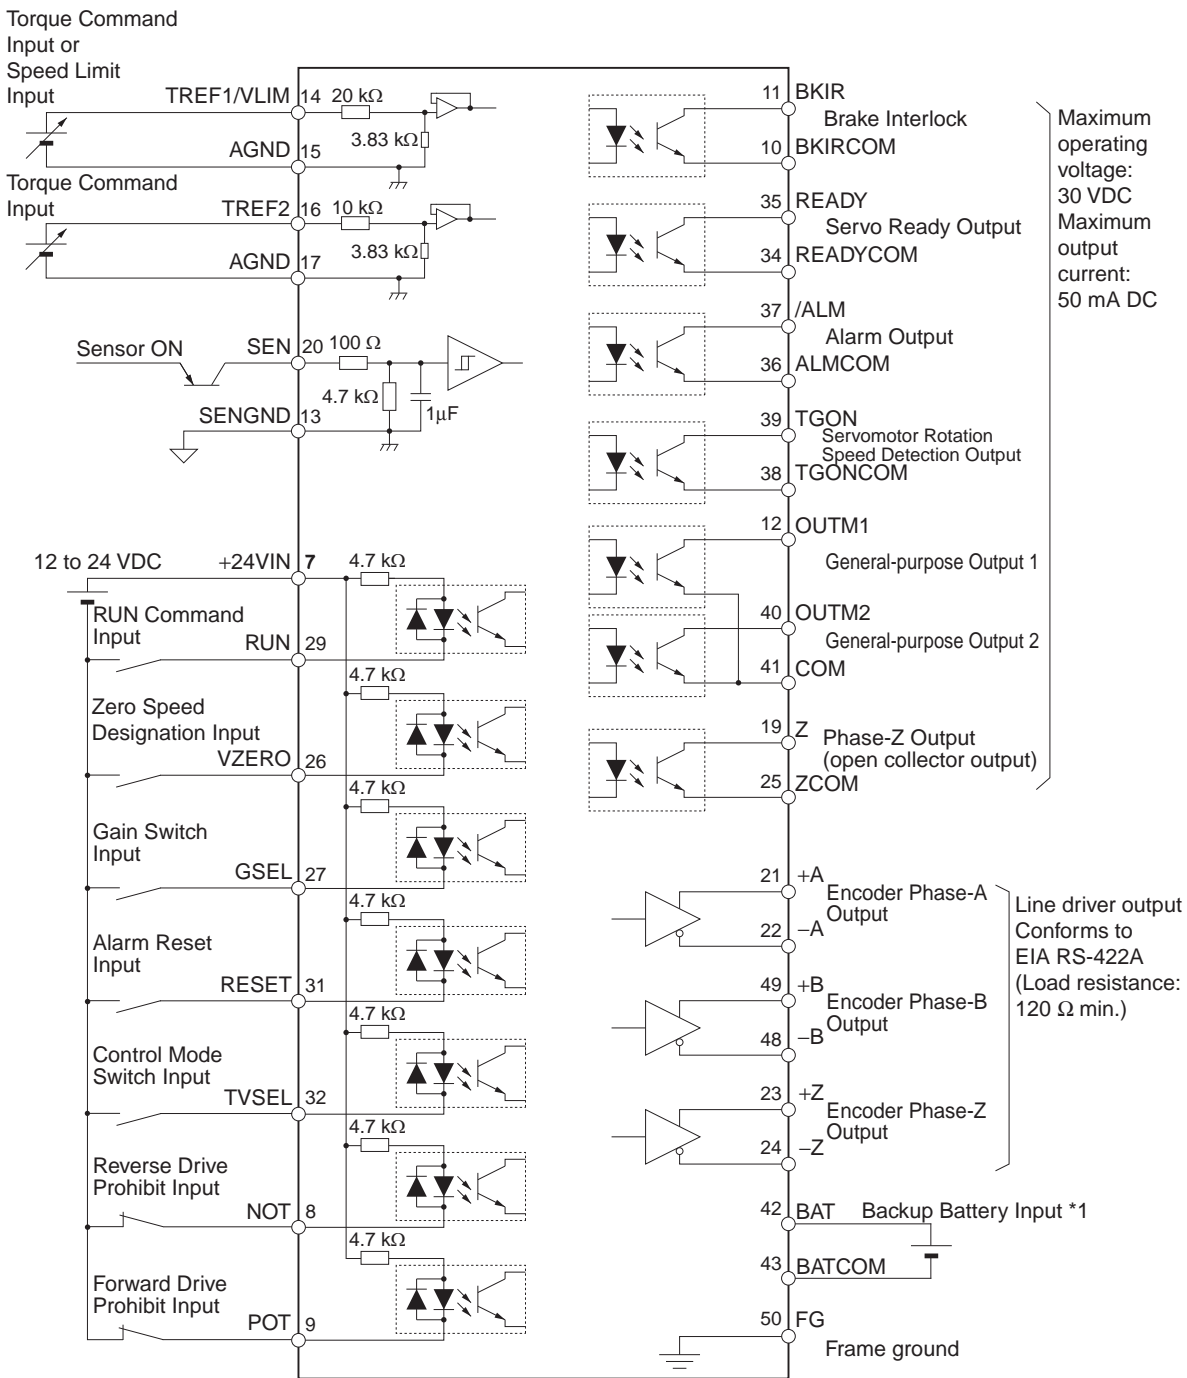 Torque Command
Input or
Speed Limit
Input
TREF1/VLIM 14 20 kΩ
3.83 kΩ
AGND 15
Torque Command
Input
TREF2 16 10 kΩ
3.83 kΩ
AGND 17
Sensor ON
SEN 20 100 Ω
4.7 kΩ
1µF
SENGND 13
12 to 24 VDC
+24VIN 7 4.7 kΩ
RUN Command
Input
RUN 29
4.7 kΩ
Zero Speed
Designation Input
VZERO 26
4.7 kΩ
Gain Switch
Input
GSEL 27
4.7 kΩ
Alarm Reset
Input
RESET 31
4.7 kΩ
Control Mode
Switch Input
TVSEL 32
4.7 kΩ
Reverse Drive
Prohibit Input
NOT 8
4.7 kΩ
Forward Drive
Prohibit Input
POT 9
11 BKIR
Brake Interlock
10 BKIRCOM
35 READY
Servo Ready Output
34 READYCOM
37 /ALM
Alarm Output
36 ALMCOM
39 TGON
Servomotor Rotation
Speed Detection Output
38 TGONCOM
12 OUTM1
General-purpose Output 1
40 OUTM2
General-purpose Output 2
41 COM
19 Z
Phase-Z Output
(open collector output)
25 ZCOM
Maximum
operating
voltage:
30 VDC
Maximum
output
current:
50 mA DC
21 +A
Encoder Phase-A
Output
22 −A
49 +B
Encoder Phase-B
Output
48 −B
23 +Z
Encoder Phase-Z
Output
24 −Z
Line driver output
Conforms to
EIA RS-422A
(Load resistance:
120 Ω min.)
42 BAT
Backup Battery Input *1
43 BATCOM
50 FG
Frame ground